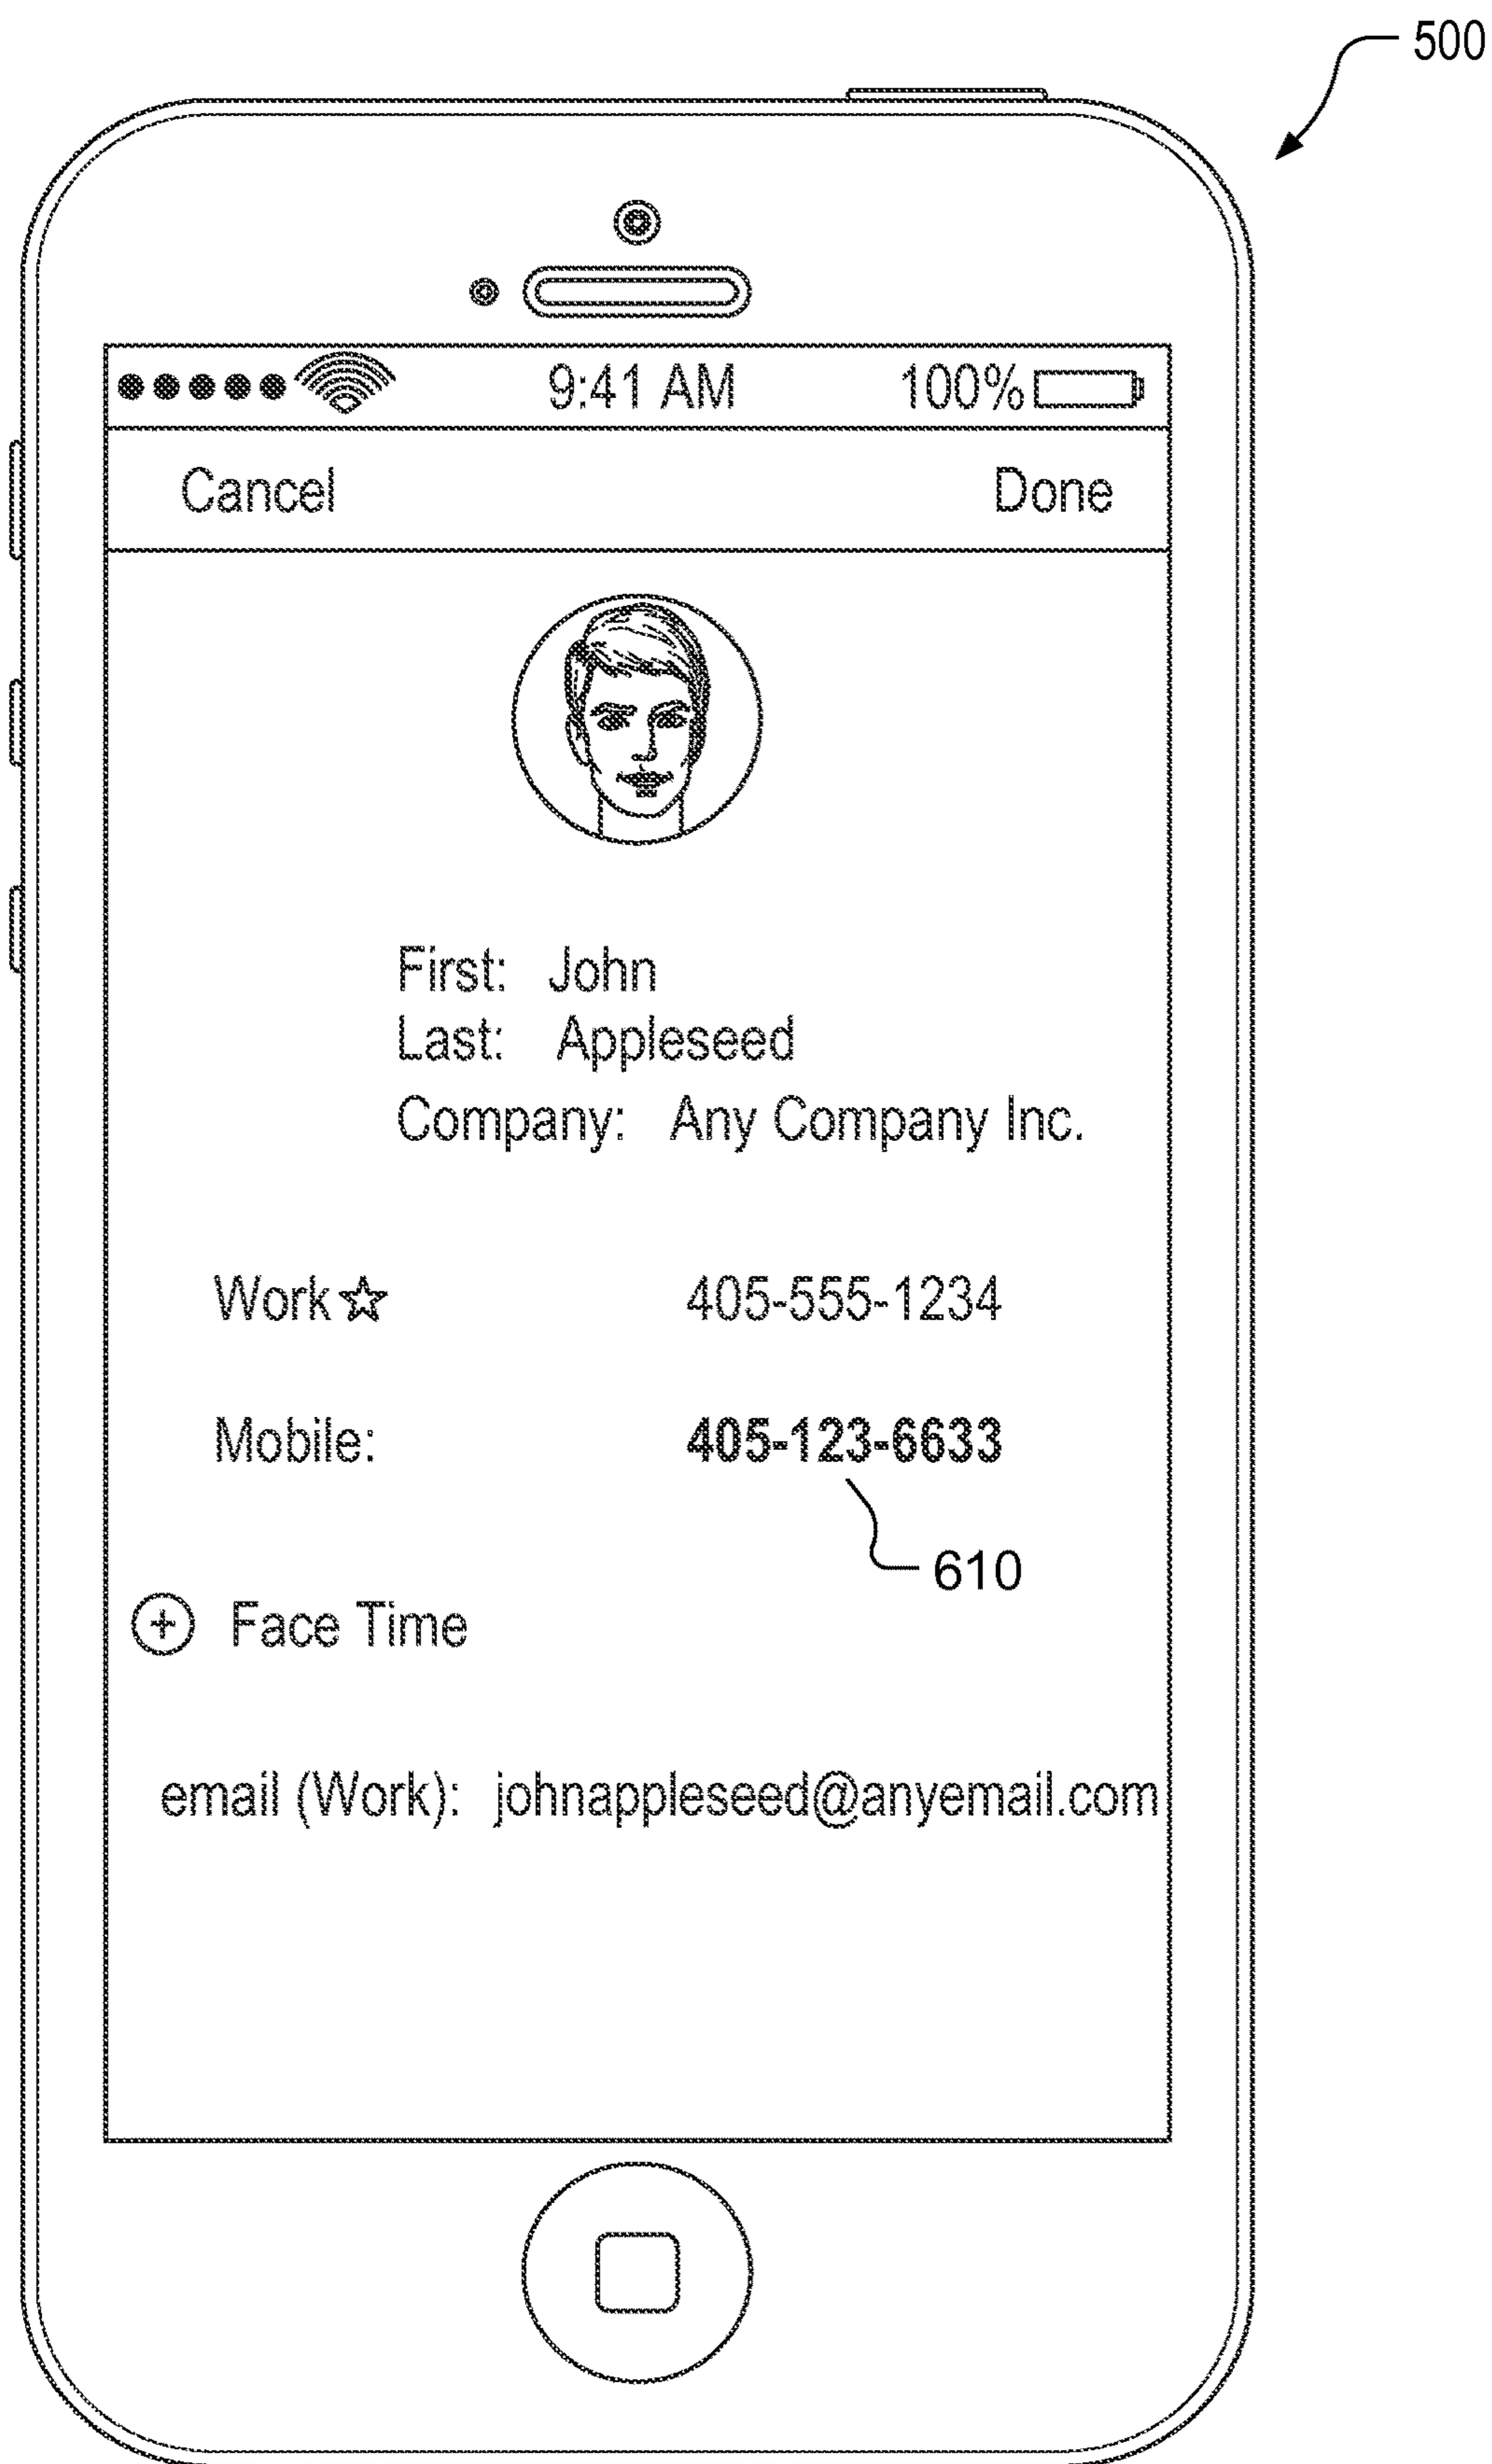 500
9:41 AM 100%
Cancel Done
First: John
Last: Appleseed
Company: Any Company Inc.
Work☆ 405-555-1234
Mobile: 405-123-6633
610
Face Time
email (Work): johnappleseed@anyemail.com